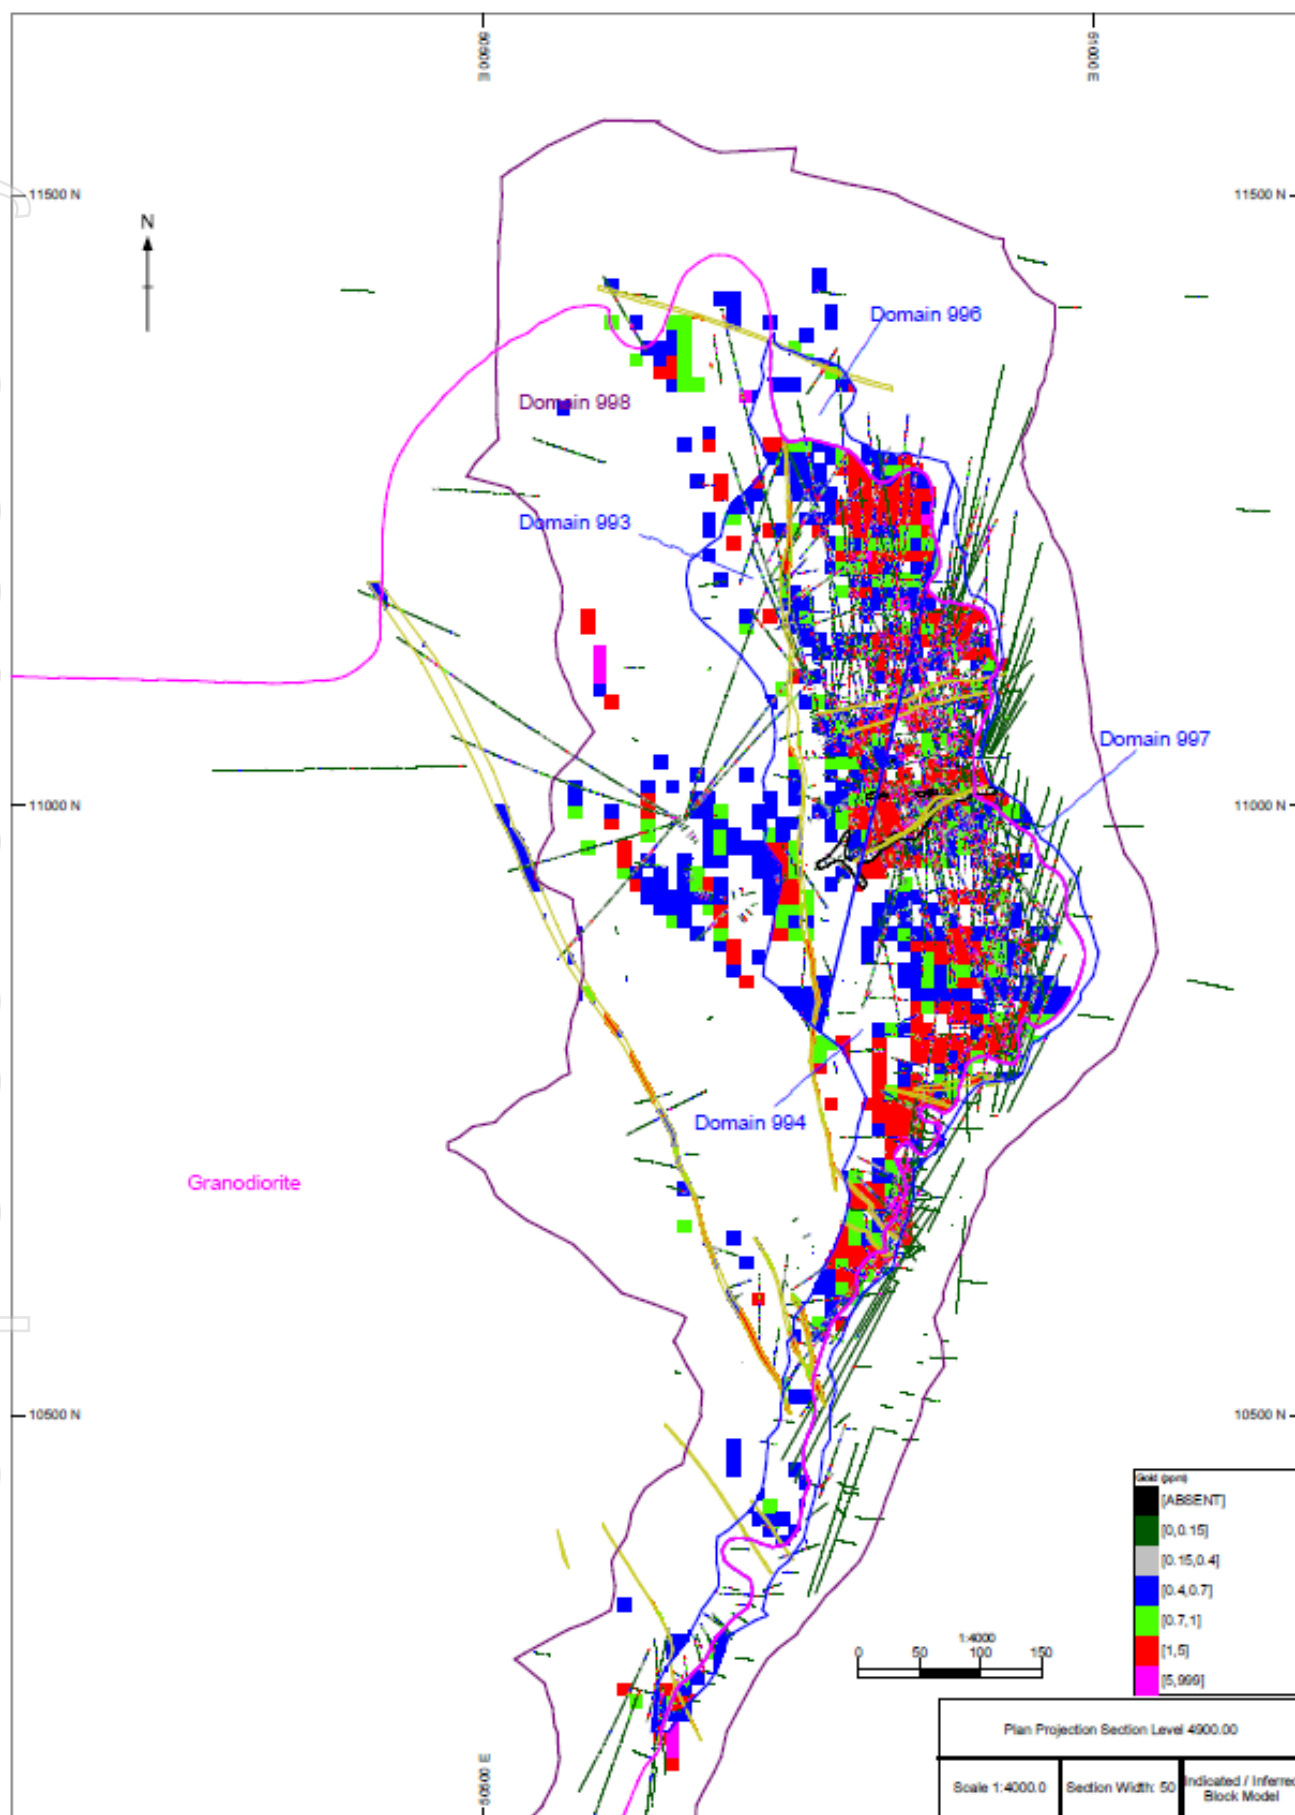 50500 E
51000 E
11500 N
11500 N
N
Domain 996
Domain 998
Domain 993
Domain 997
11000 N
11000 N
Domain 994
Granodiorite
10500 N
10500 N
Gold (ppm)
[ABSENT]
[0,0.15]
[0.15,0.4]
[0.4,0.7]
[0.7,1]
[1,5]
[5,999]
1:4000
0 50 100 150
Plan Projection Section Level 4900.00
Scale 1:4000.0
Section Width: 50
Indicated / Inferred
Block Model
50500 E